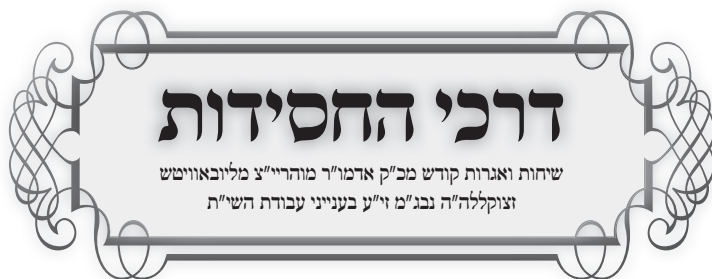 דרכי החסידות
שיחות ואגרות קודש מכ"ק אדמו"ר מוהריי"צ מליובאוויטש
זצוקללה"ה נבג"מ זי"ע בענייני עבודת השי"ת